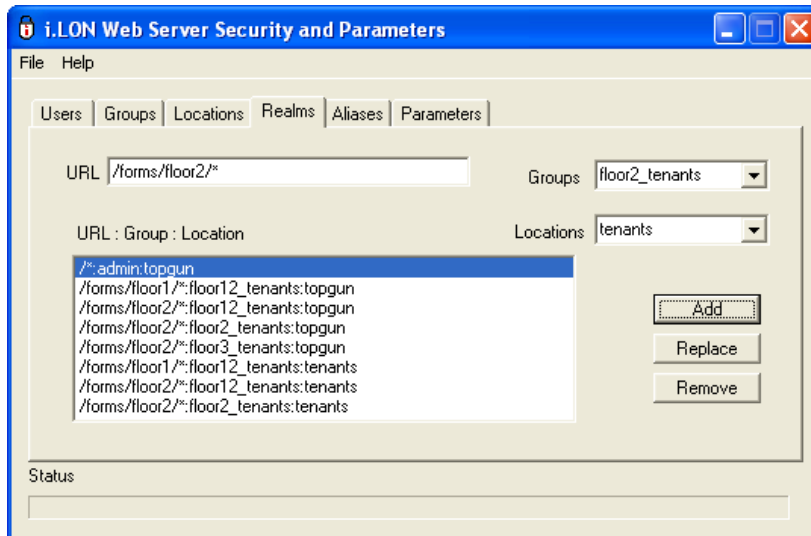 i.LON Web Server Security and Parameters
File Help
Users Groups Locations Realms Aliases Parameters
URL /forms/floor2/* Groups floor2_tenants
URL : Group : Location Locations tenants
/*:admin:topgun
/forms/floor1/*:floor12_tenants:topgun
/forms/floor2/*:floor12_tenants:topgun
/forms/floor2/*:floor2_tenants:topgun
/forms/floor2/*:floor3_tenants:topgun
/forms/floor1/*:floor12_tenants:tenants
/forms/floor2/*:floor12_tenants:tenants
/forms/floor2/*:floor2_tenants:tenants
Add
Replace
Remove
Status